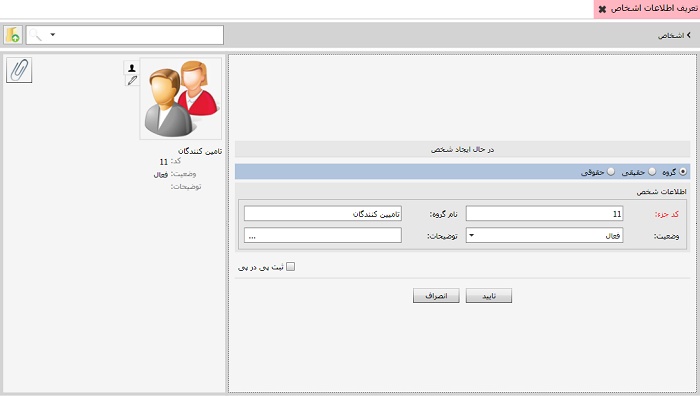 تعریف اطلاعات اشخاص
اشخاص
در حال ایجاد شخص
گروه حقیقی حقوقی
اطلاعات شخص
کد جزء: 11 نام گروه: تامیین کنندگان
وضعیت: فعال توضیحات: ...
ثبت پی در پی
تایید انصراف
تامین کنندگان
کد: 11
وضعیت: فعال
توضیحات: